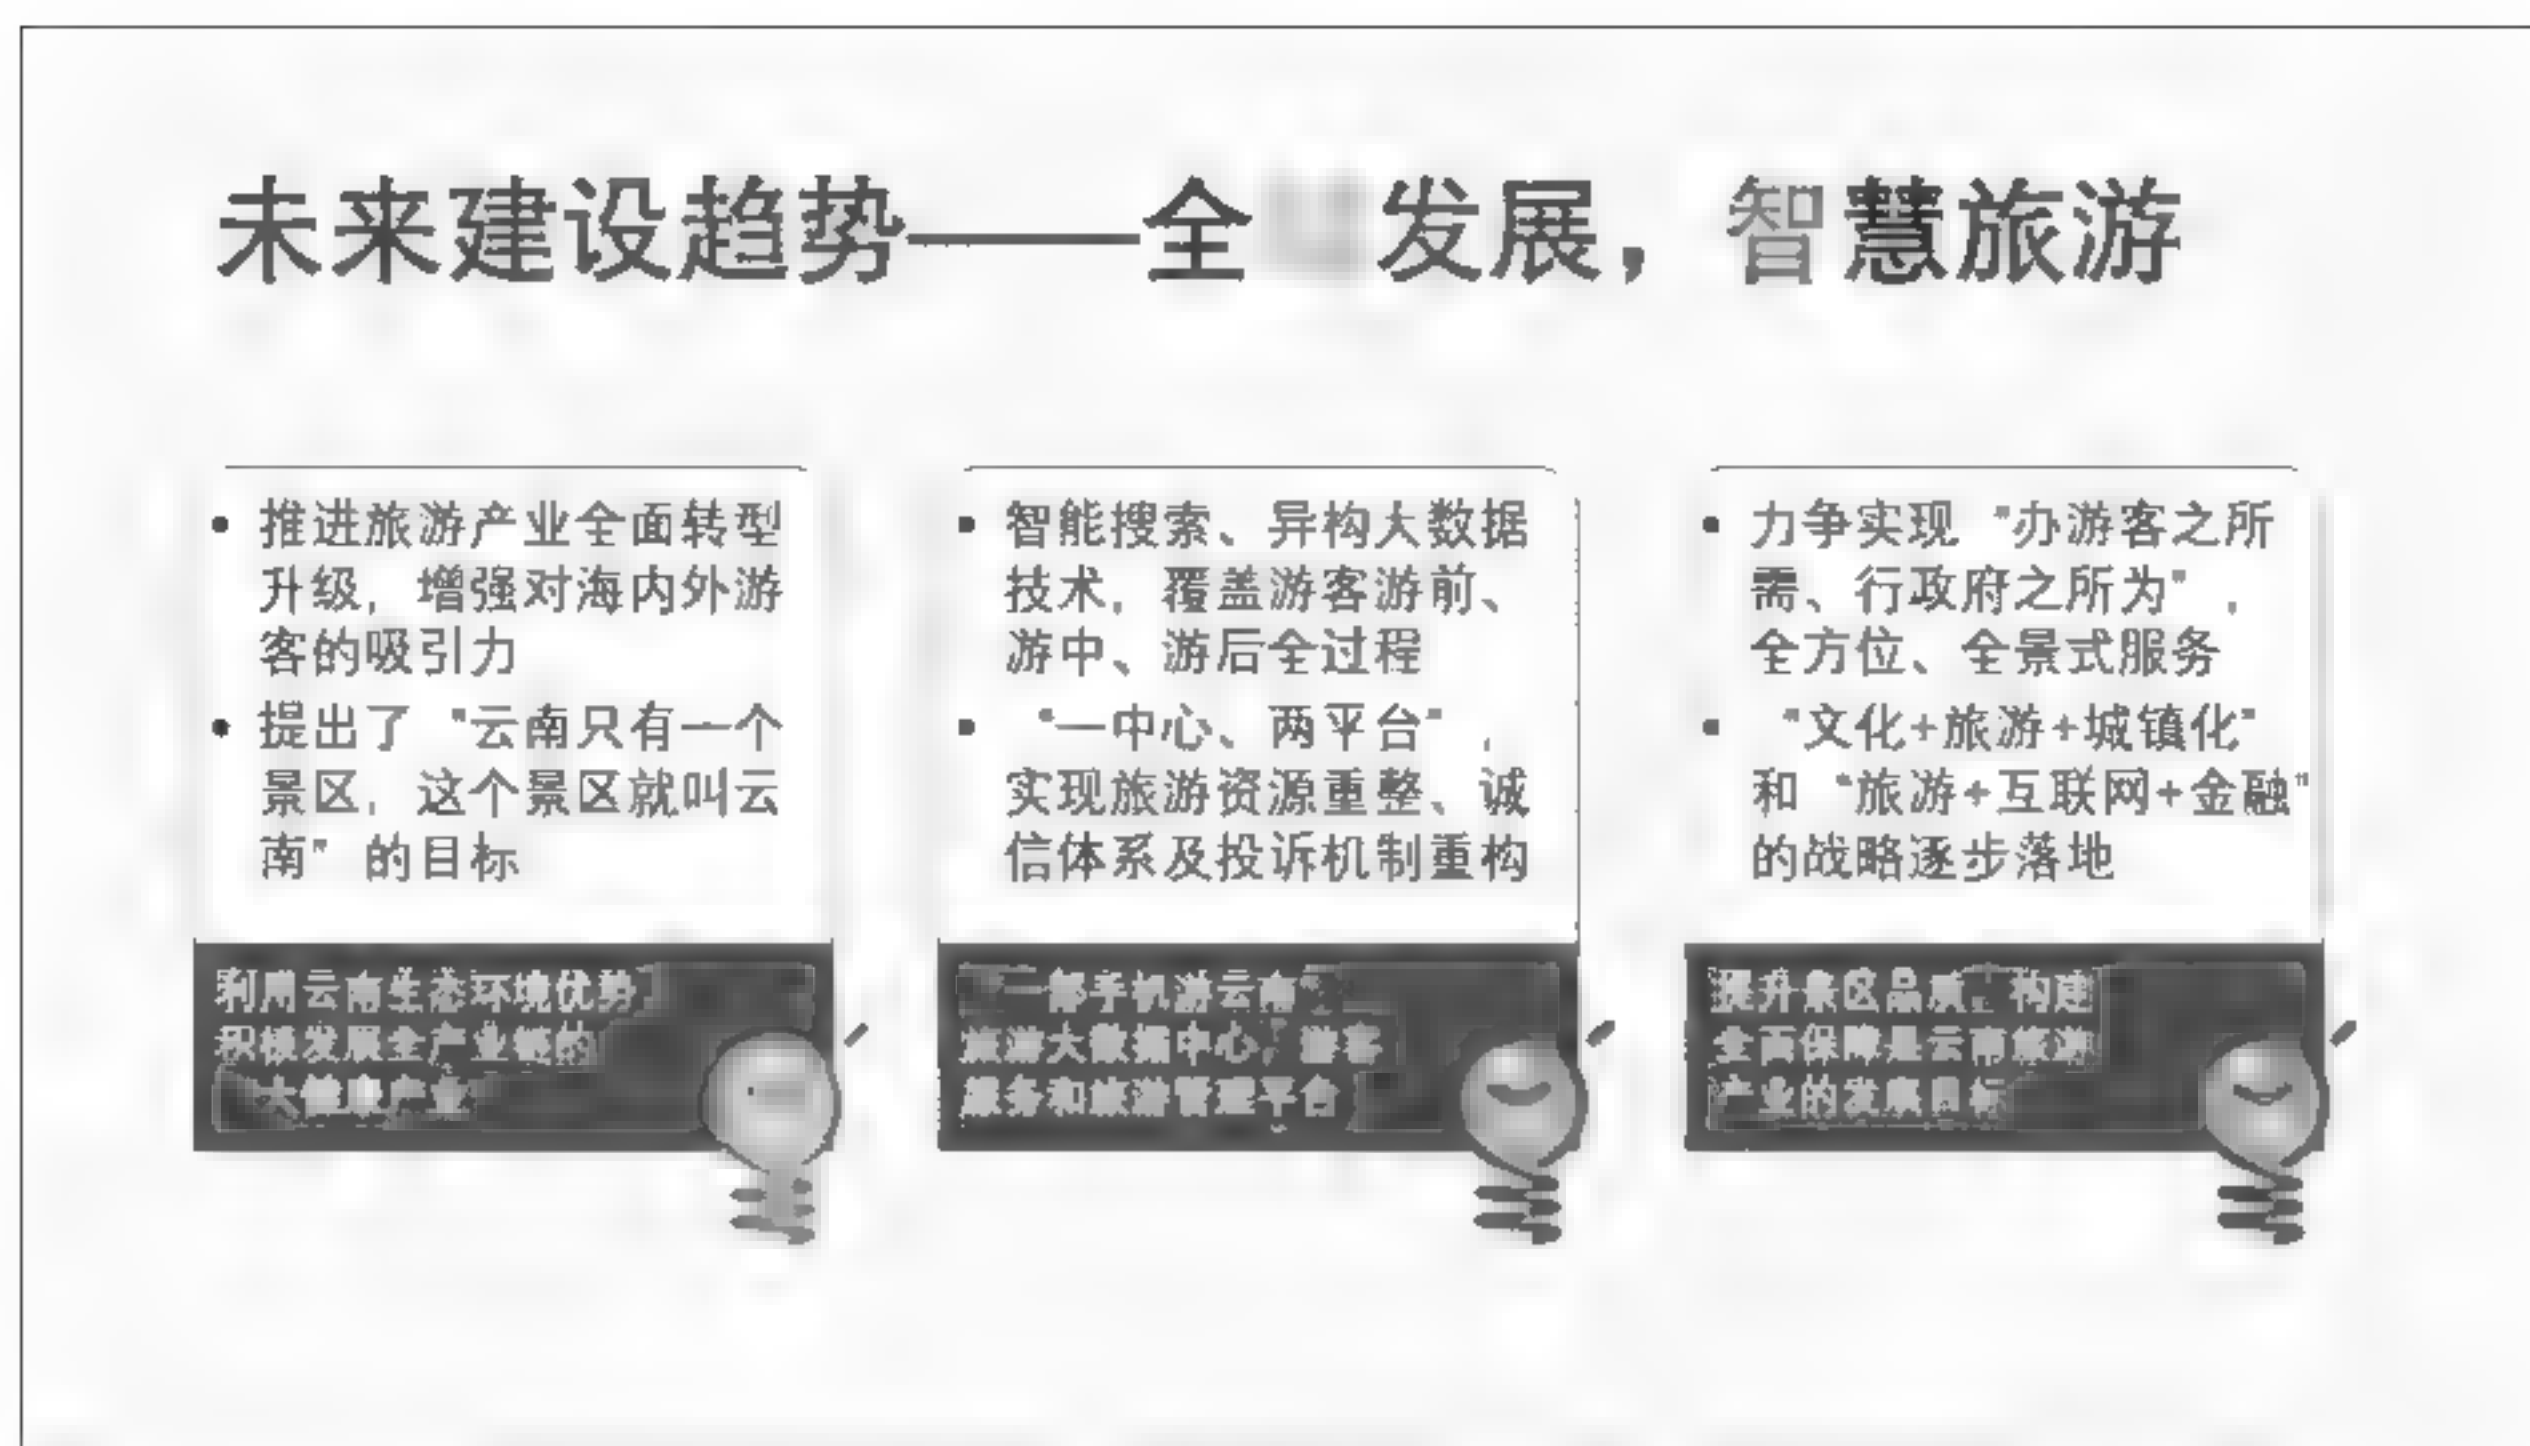 未来建设趋势——全 发展，智慧旅游
• 推进旅游产业全面转型
升级，增强对海内外游
客的吸引力
• 提出了“云南只有一个
景区，这个景区就叫云
南”的目标
利用云南生态环境优势，
积极发展全产业链的
大健康产业
• 智能搜索、异构大数据
技术，覆盖游客游前、
游中、游后全过程
• “一中心、两平台”，
实现旅游资源重整、诚
信体系及投诉机制重构
“一部手机游云南”
旅游大数据中心，游客
服务和旅游管理平台
• 力争实现“办游客之所
需、行政府之所为”，
全方位、全景式服务
• “文化+旅游+城镇化”
和“旅游+互联网+金融”
的战略逐步落地
提升景区品质，构建
全面保障是云南旅游
产业的发展目标